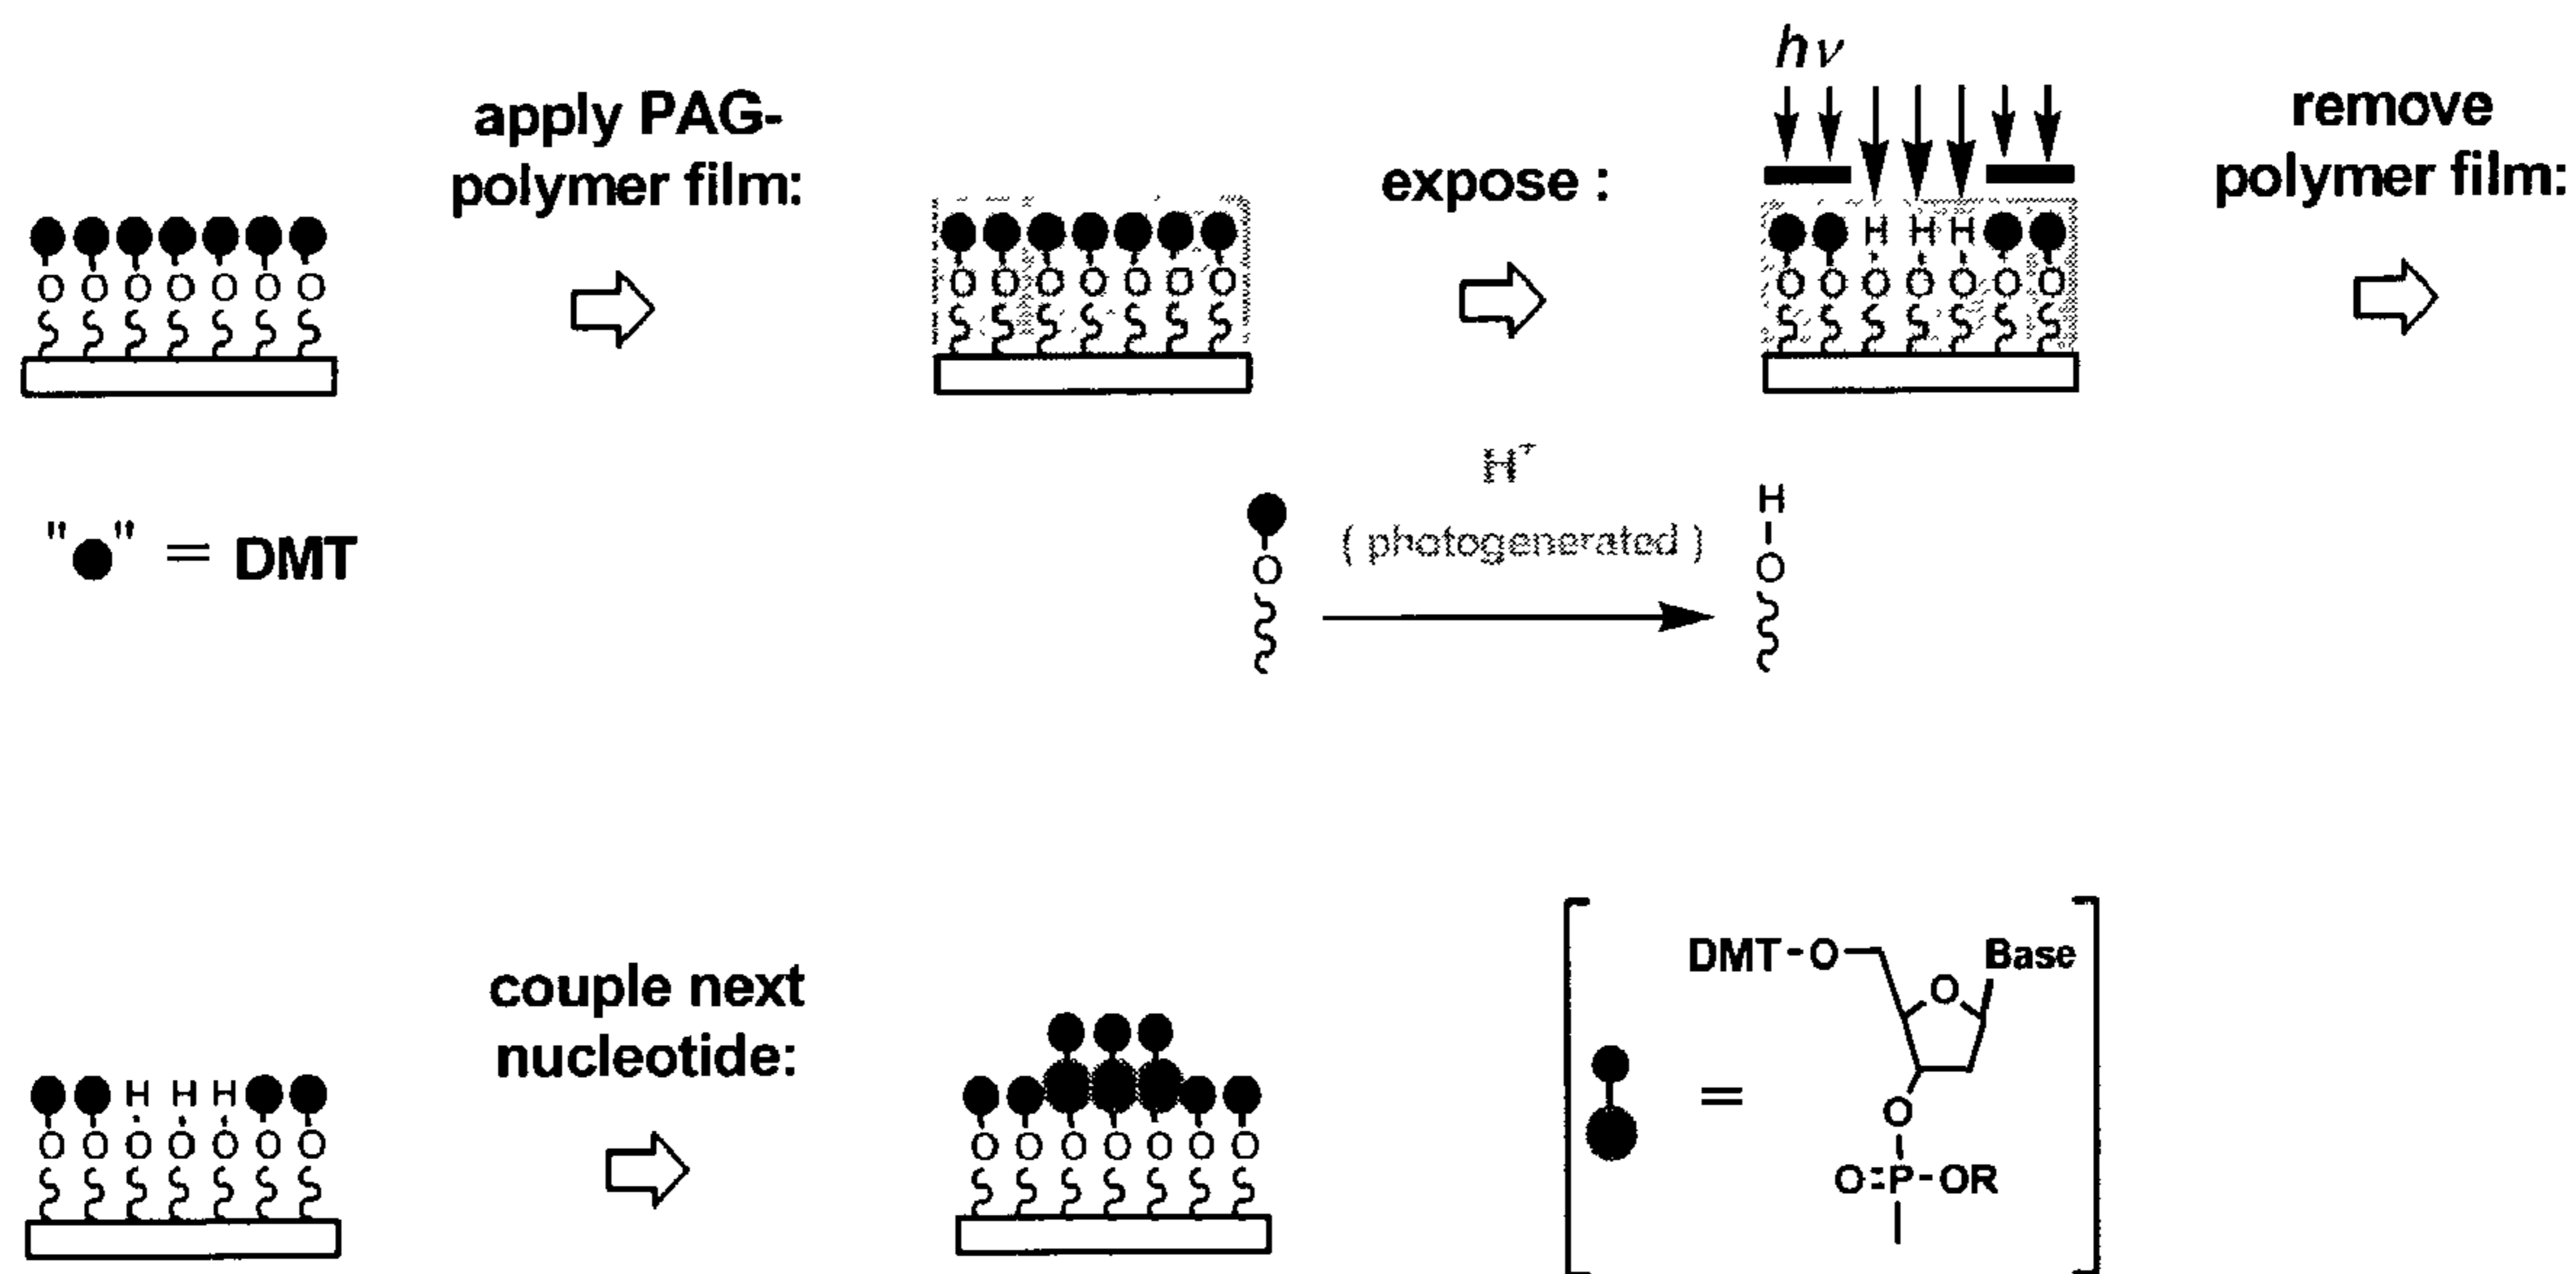 hν
apply PAG-
polymer film:
expose :
remove
polymer film:
O O O O O O O
O O O O O O O
H H H
O O O O O O O
"●" = DMT
H+
( photogenerated )
O
H
O
couple next
nucleotide:
H H H
O O O O O O O
O O O O O O O
=
DMT-O
O
Base
O
O=P-OR